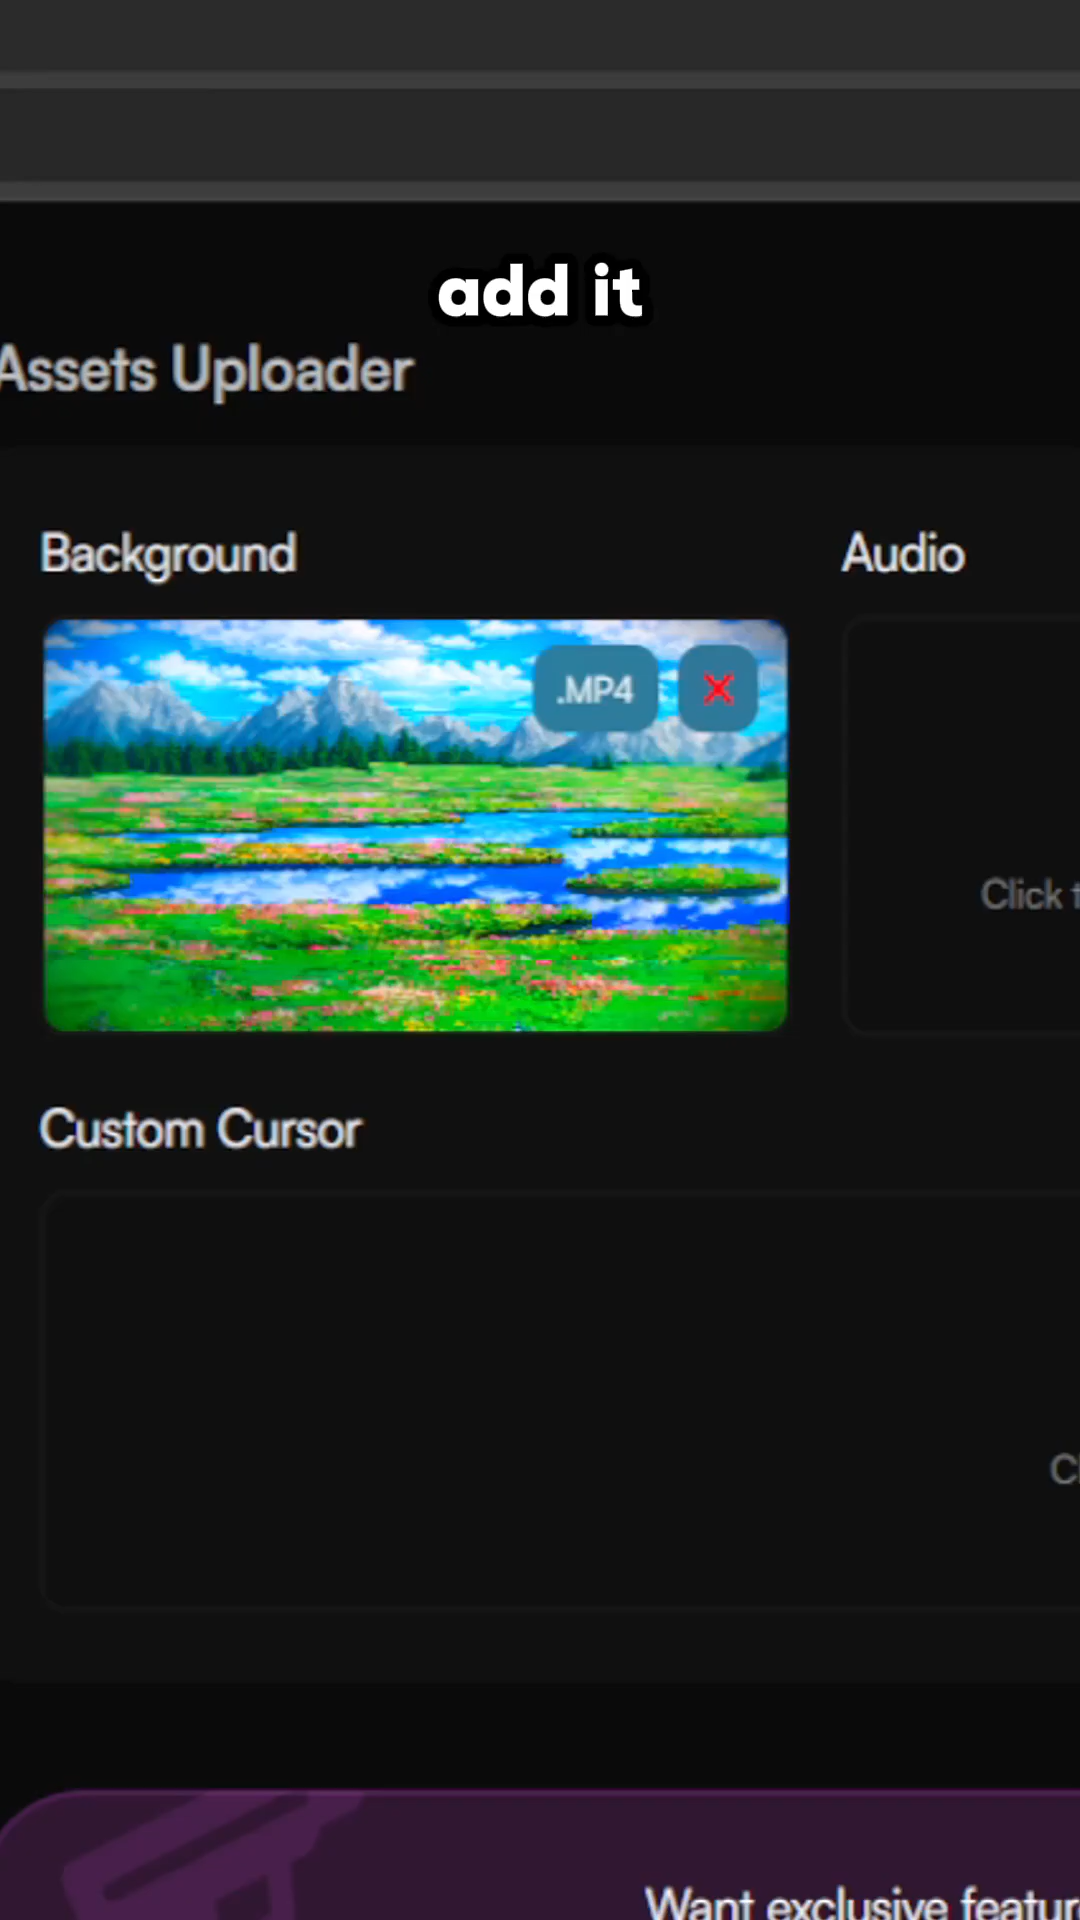 add it
Assets Uploader
Background
Audio
.MP4
Click
Custom Cursor
Want exclusive